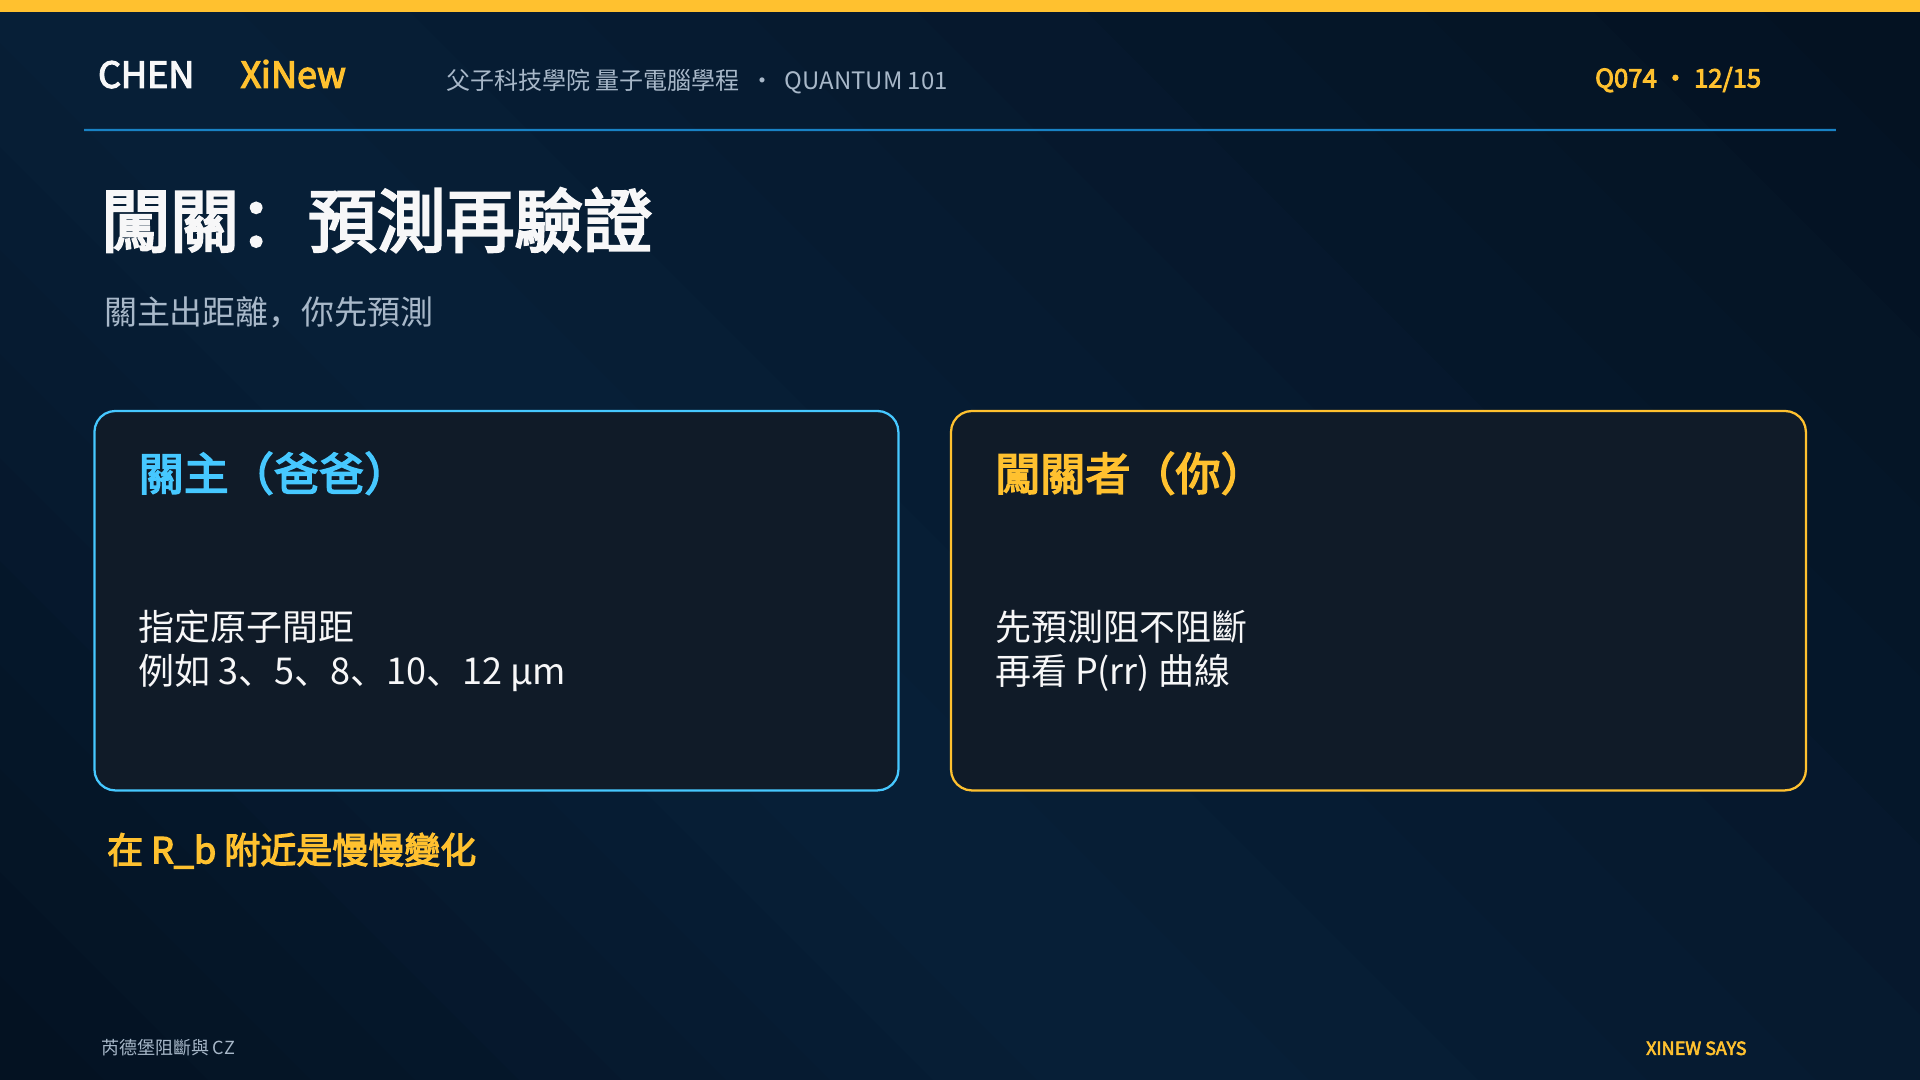 CHEN XiNew 父子科技學院 量子電腦學程 · QUANTUM 101
Q074 · 12/15
闖關：預測再驗證
關主出距離，你先預測
關主（爸爸）
指定原子間距
例如 3、5、8、10、12 μm
闖關者（你）
先預測阻不阻斷
再看 P(rr) 曲線
在 R_b 附近是慢慢變化
芮德堡阻斷與 CZ
XINEW SAYS